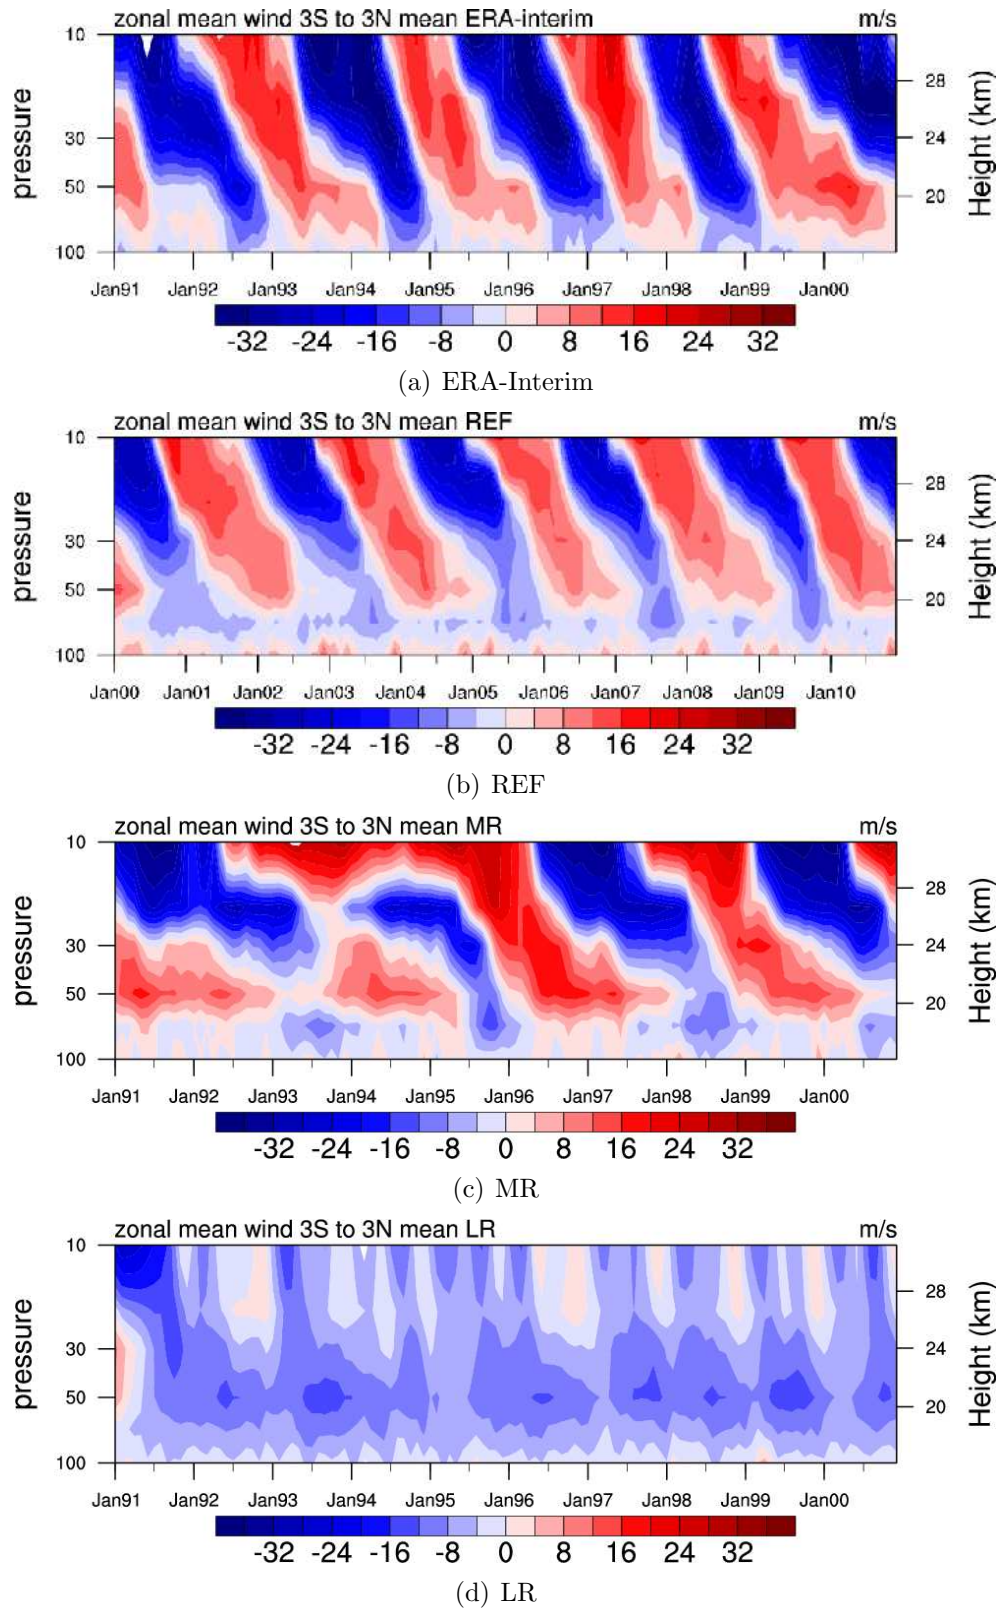 zonal mean wind 3S to 3N mean ERA-interim m/s
10
30
50
100
pressure
28
24
20
Height (km)
Jan91 Jan92 Jan93 Jan94 Jan95 Jan96 Jan97 Jan98 Jan99 Jan00
-32 -24 -16 -8 0 8 16 24 32
(a) ERA-Interim
zonal mean wind 3S to 3N mean REF m/s
10
30
50
100
pressure
28
24
20
Height (km)
Jan00 Jan01 Jan02 Jan03 Jan04 Jan05 Jan06 Jan07 Jan08 Jan09 Jan10
-32 -24 -16 -8 0 8 16 24 32
(b) REF
zonal mean wind 3S to 3N mean MR m/s
10
30
50
100
pressure
28
24
20
Height (km)
Jan91 Jan92 Jan93 Jan94 Jan95 Jan96 Jan97 Jan98 Jan99 Jan00
-32 -24 -16 -8 0 8 16 24 32
(c) MR
zonal mean wind 3S to 3N mean LR m/s
10
30
50
100
pressure
28
24
20
Height (km)
Jan91 Jan92 Jan93 Jan94 Jan95 Jan96 Jan97 Jan98 Jan99 Jan00
-32 -24 -16 -8 0 8 16 24 32
(d) LR